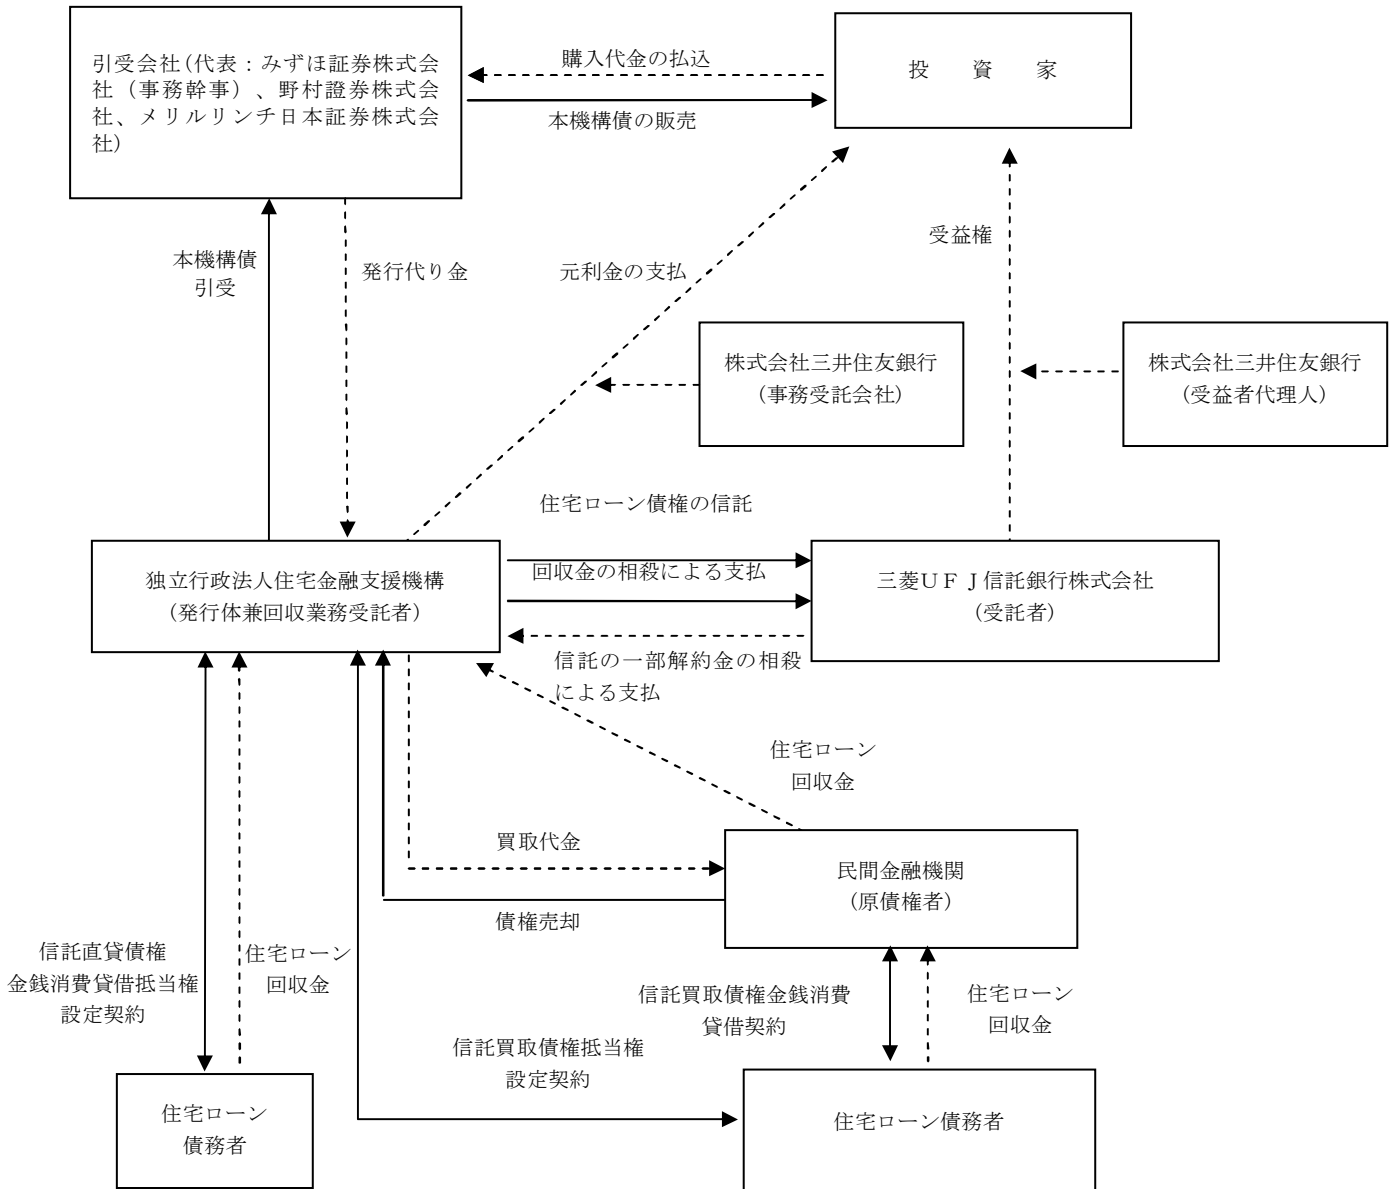 引受会社(代表：みずほ証券株式会
社（事務幹事）、野村證券株式会
社、メリルリンチ日本証券株式会
社)
購入代金の払込
本機構債の販売
投資家
本機構債
引受
発行代り金
元利金の支払
受益権
株式会社三井住友銀行
（事務受託会社）
株式会社三井住友銀行
（受益者代理人）
住宅ローン債権の信託
独立行政法人住宅金融支援機構
（発行体兼回収業務受託者）
回収金の相殺による支払
三菱ＵＦＪ信託銀行株式会社
（受託者）
信託の一部解約金の相殺
による支払
住宅ローン
回収金
買取代金
民間金融機関
（原債権者）
債権売却
信託直貸債権
金銭消費貸借抵当権
設定契約
住宅ローン
回収金
信託買取債権金銭消費
貸借契約
住宅ローン
回収金
信託買取債権抵当権
設定契約
住宅ローン
債務者
住宅ローン債務者